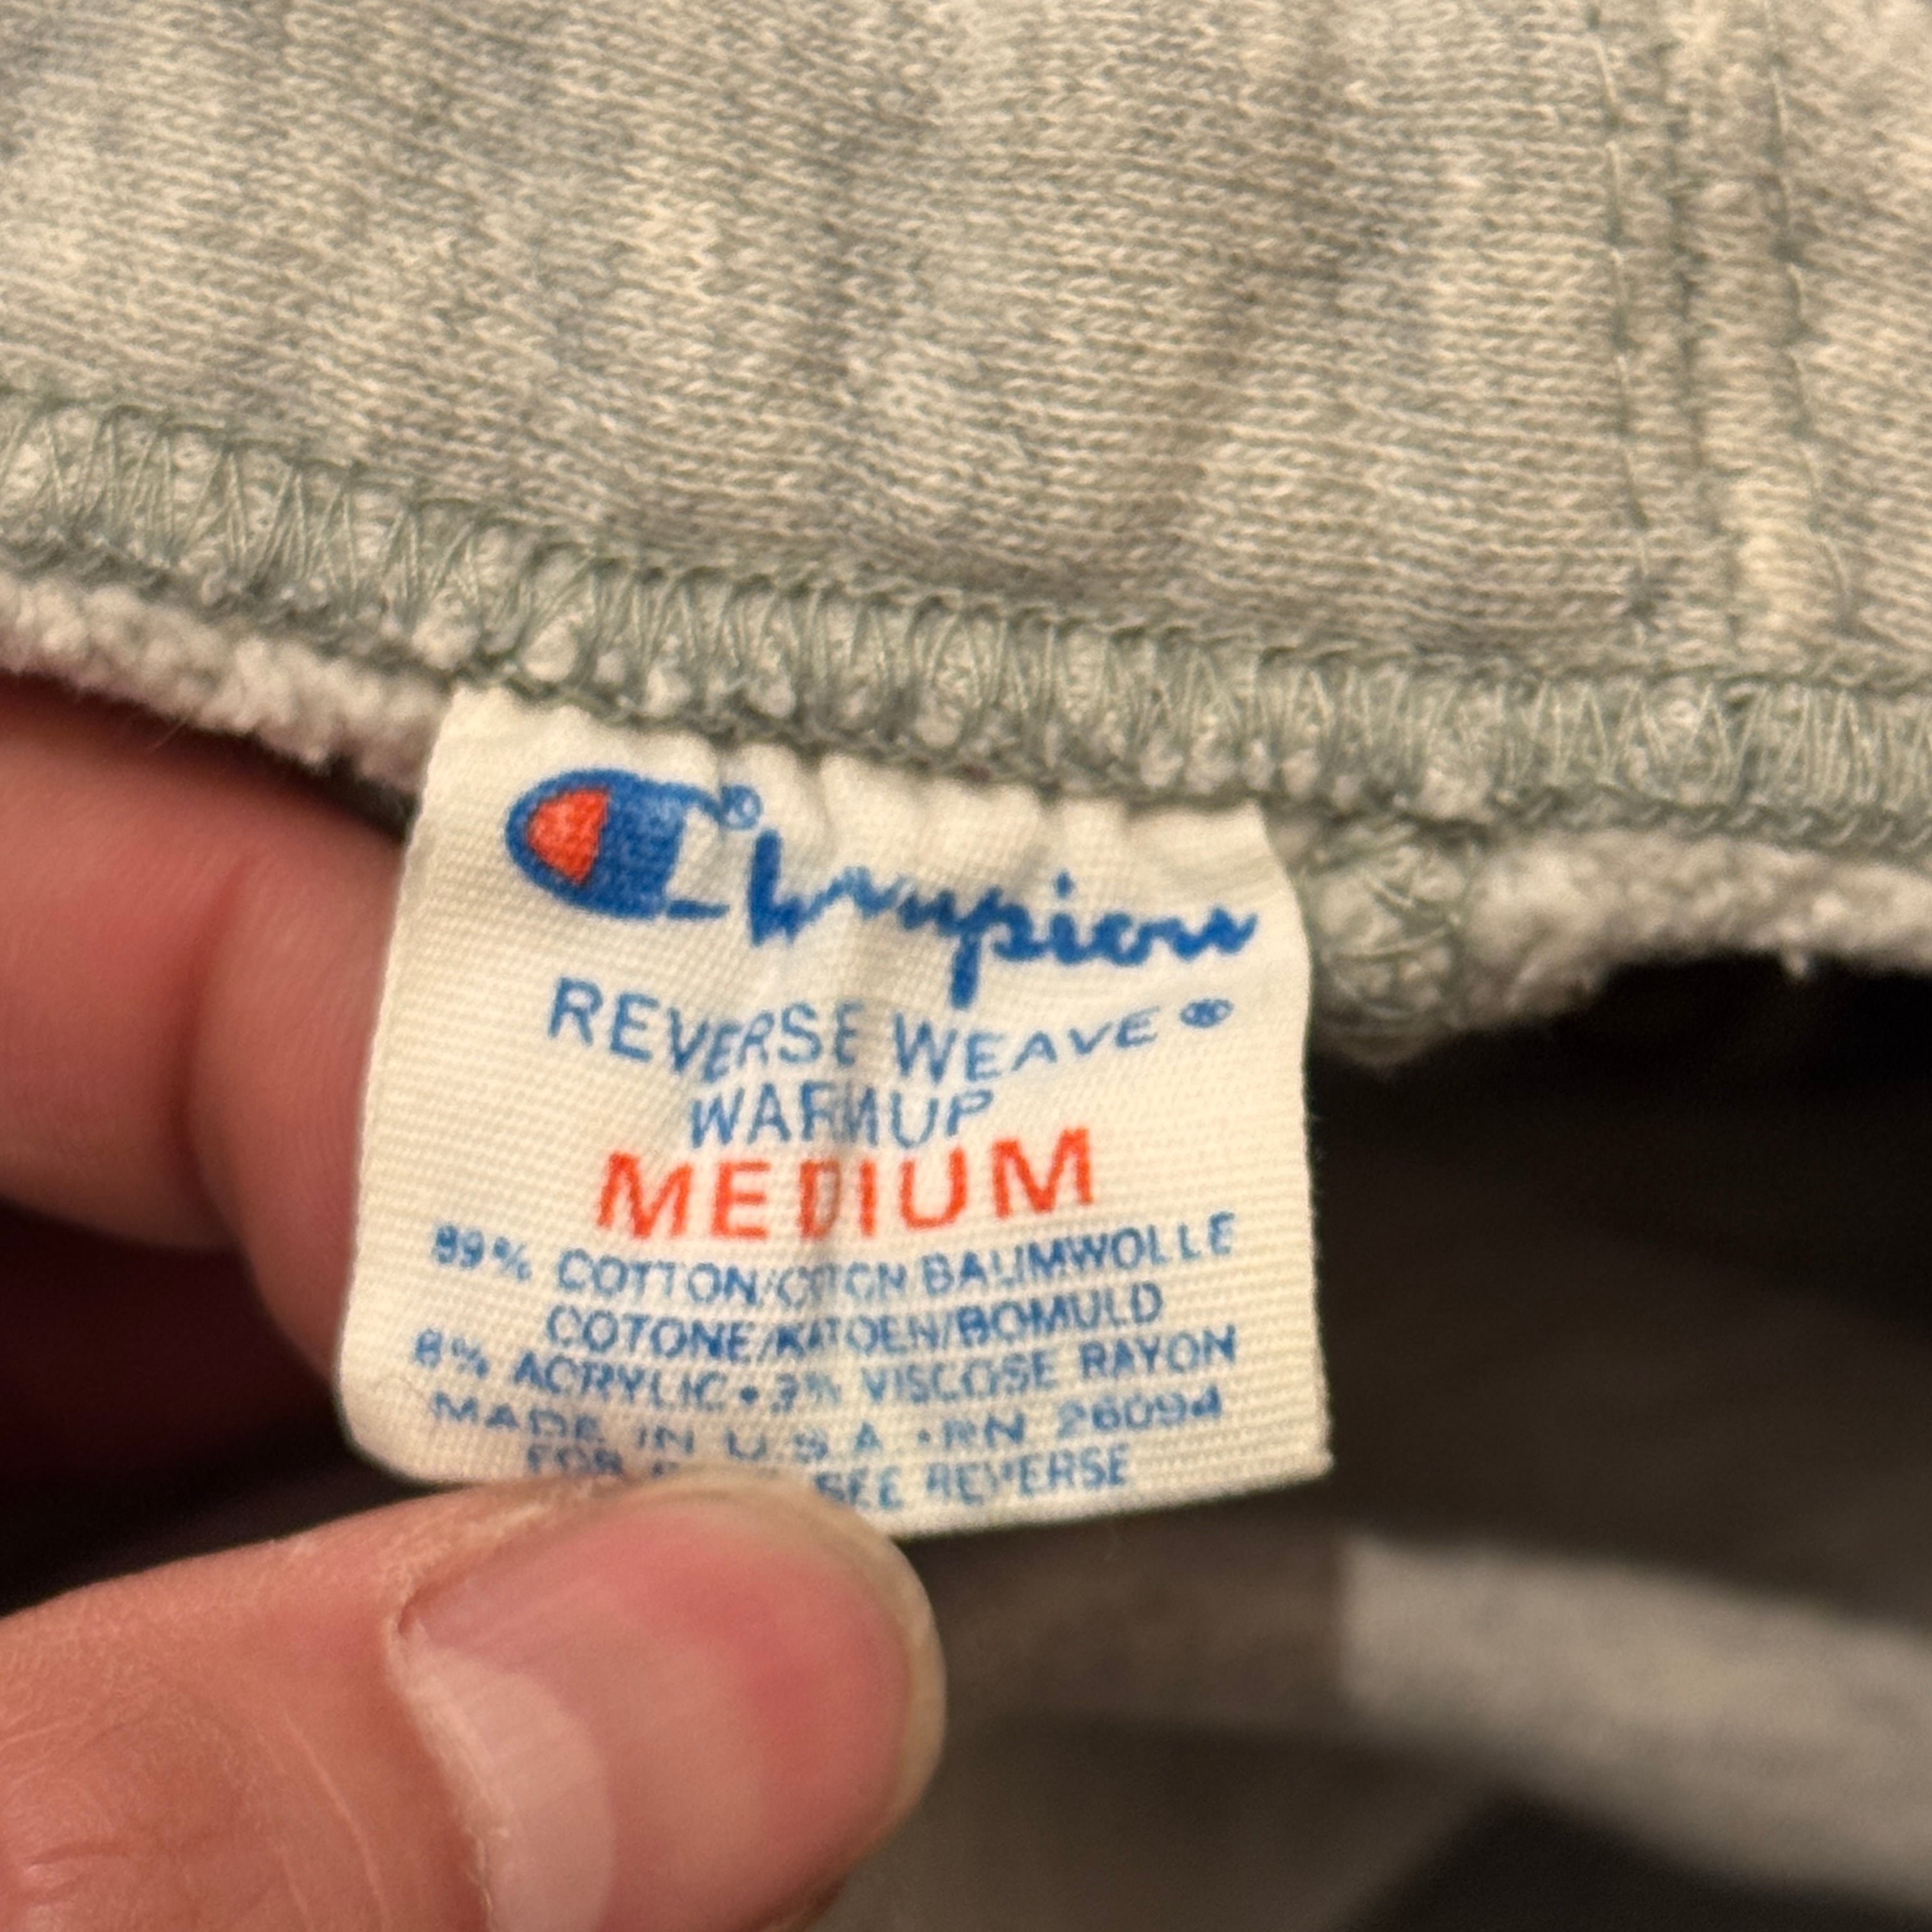 Champion®
REVERSE WEAVE®
WARMUP
MEDIUM
89% COTTON/COTON/BAUMWOLLE
COTONE/KATOEN/BOMULD
8% ACRYLIC • 3% VISCOSE RAYON
MADE IN U.S.A. • RN 26094
FOR SEE REVERSE